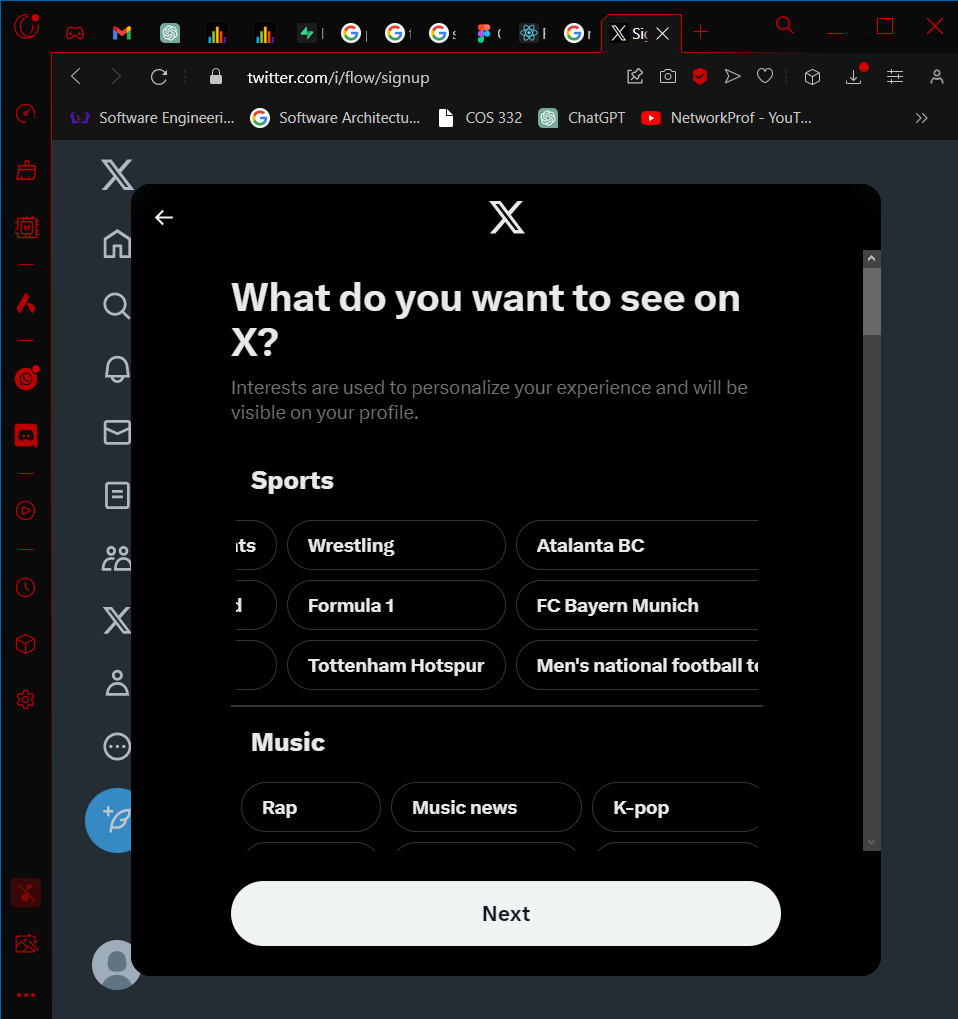 Si
twitter.com/i/flow/signup
Software Engineeri...
Software Architectu...
COS 332
ChatGPT
NetworkProf - YouT...
What do you want to see on
X?
Interests are used to personalize your experience and will be
visible on your profile.
Sports
ts
Wrestling
Atalanta BC
d
Formula 1
FC Bayern Munich
Tottenham Hotspur
Men's national football te
Music
Rap
Music news
K-pop
Next